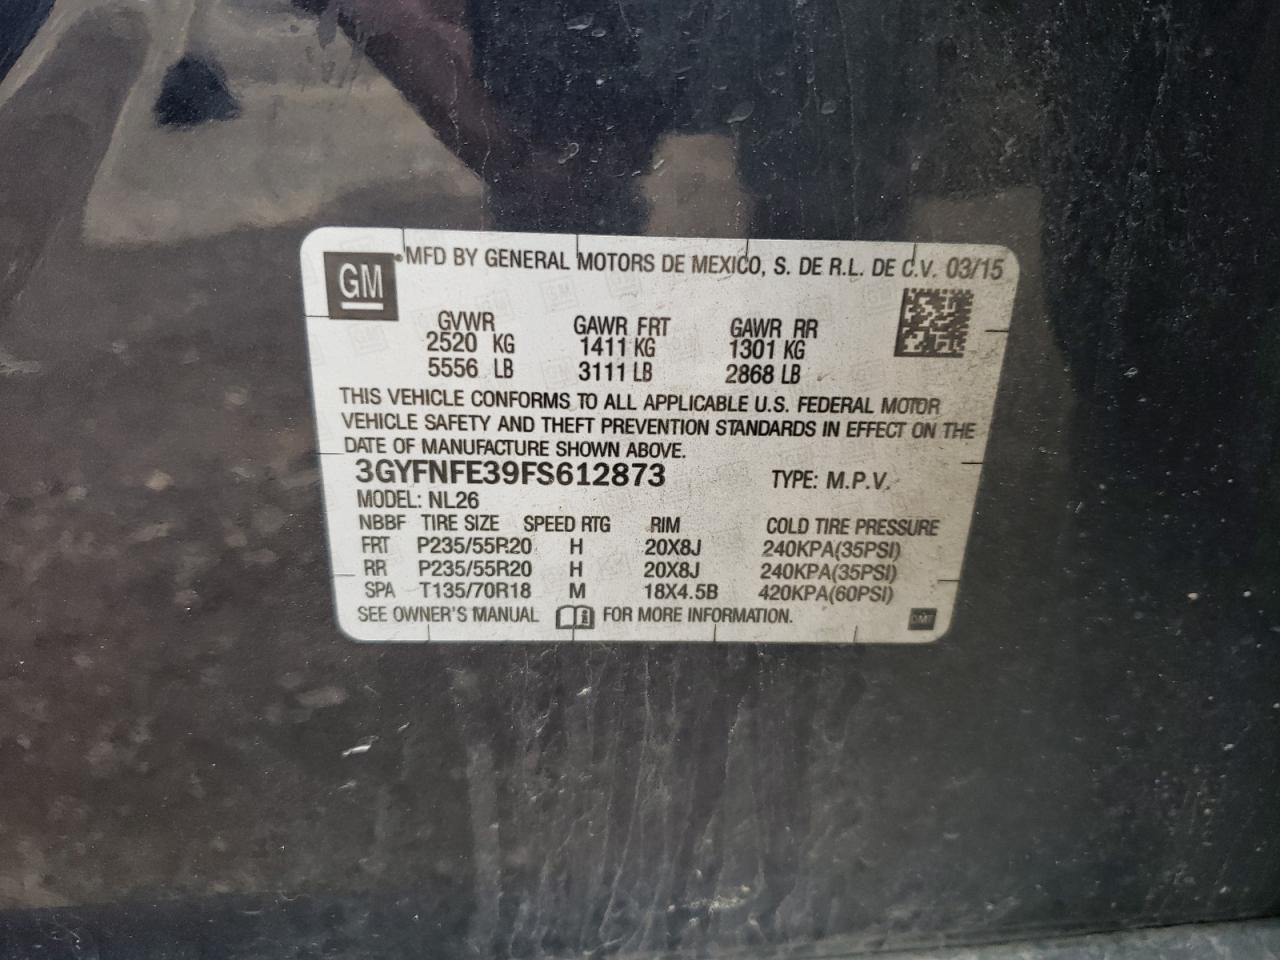 GM
MFD BY GENERAL MOTORS DE MEXICO, S. DE R.L. DE C.V. 03/15
GVWR GAWR FRT GAWR RR
2520 KG 1411 KG 1301 KG
5556 LB 3111 LB 2868 LB
THIS VEHICLE CONFORMS TO ALL APPLICABLE U.S. FEDERAL MOTOR
VEHICLE SAFETY AND THEFT PREVENTION STANDARDS IN EFFECT ON THE
DATE OF MANUFACTURE SHOWN ABOVE.
3GYFNFE39FS612873 TYPE: M.P.V.
MODEL: NL26
NBBF TIRE SIZE SPEED RTG RIM COLD TIRE PRESSURE
FRT P235/55R20 H 20X8J 240KPA(35PSI)
RR P235/55R20 H 20X8J 240KPA(35PSI)
SPA T135/70R18 M 18X4.5B 420KPA(60PSI)
SEE OWNER'S MANUAL FOR MORE INFORMATION.